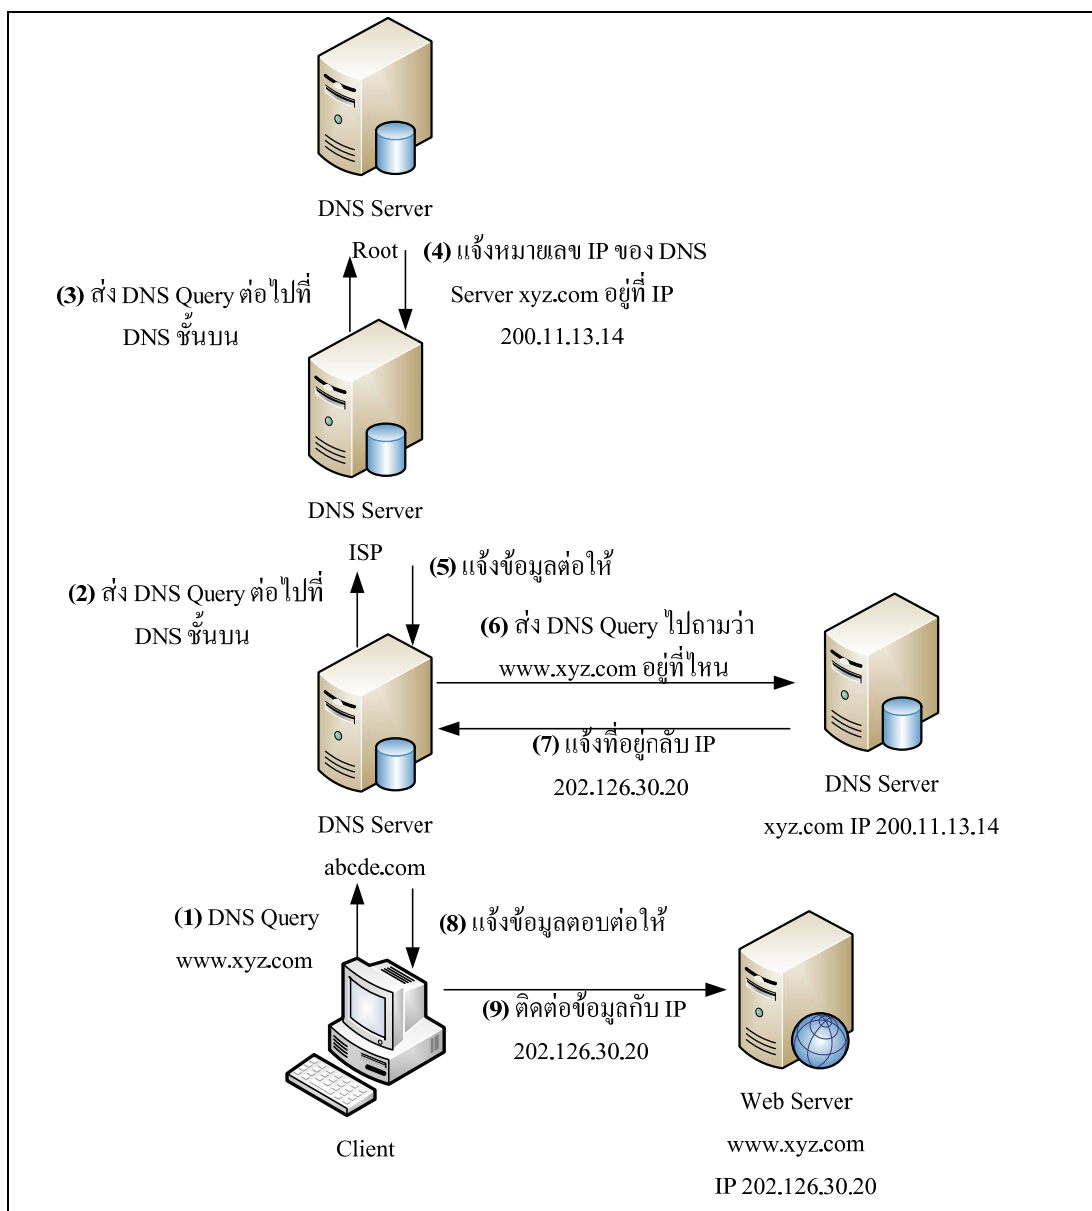 DNS Server
Root
(4) แจ้งหมายเลข IP ของ DNS
Server xyz.com อยู่ที่ IP
200.11.13.14
(3) ส่ง DNS Query ต่อไปที่
DNS ชั้นบน
DNS Server
ISP
(5) แจ้งข้อมูลต่อให้
(2) ส่ง DNS Query ต่อไปที่
DNS ชั้นบน
(6) ส่ง DNS Query ไปถามว่า
www.xyz.com อยู่ที่ไหน
(7) แจ้งที่อยู่กลับ IP
202.126.30.20
DNS Server
xyz.com IP 200.11.13.14
DNS Server
abcde.com
(1) DNS Query
www.xyz.com
(8) แจ้งข้อมูลตอบต่อให้
(9) ติดต่อข้อมูลกับ IP
202.126.30.20
Client
Web Server
www.xyz.com
IP 202.126.30.20